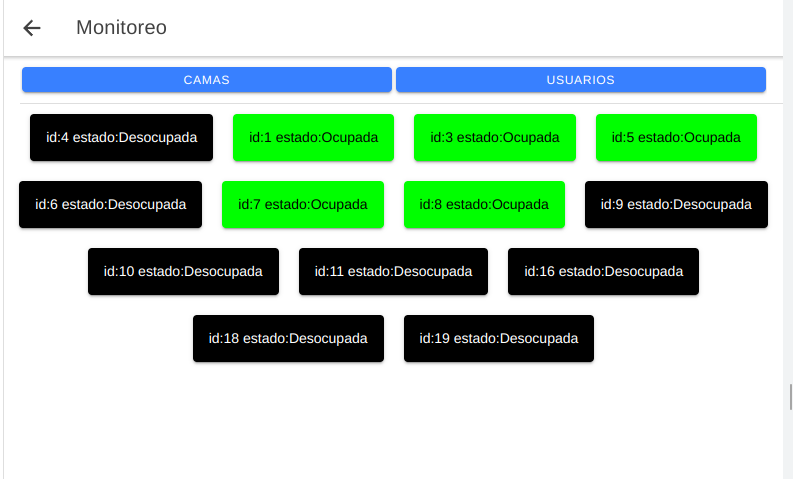 Monitoreo
CAMAS
USUARIOS
id:4 estado:Desocupada
id:1 estado:Ocupada
id:3 estado:Ocupada
id:5 estado:Ocupada
id:6 estado:Desocupada
id:7 estado:Ocupada
id:8 estado:Ocupada
id:9 estado:Desocupada
id:10 estado:Desocupada
id:11 estado:Desocupada
id:16 estado:Desocupada
id:18 estado:Desocupada
id:19 estado:Desocupada